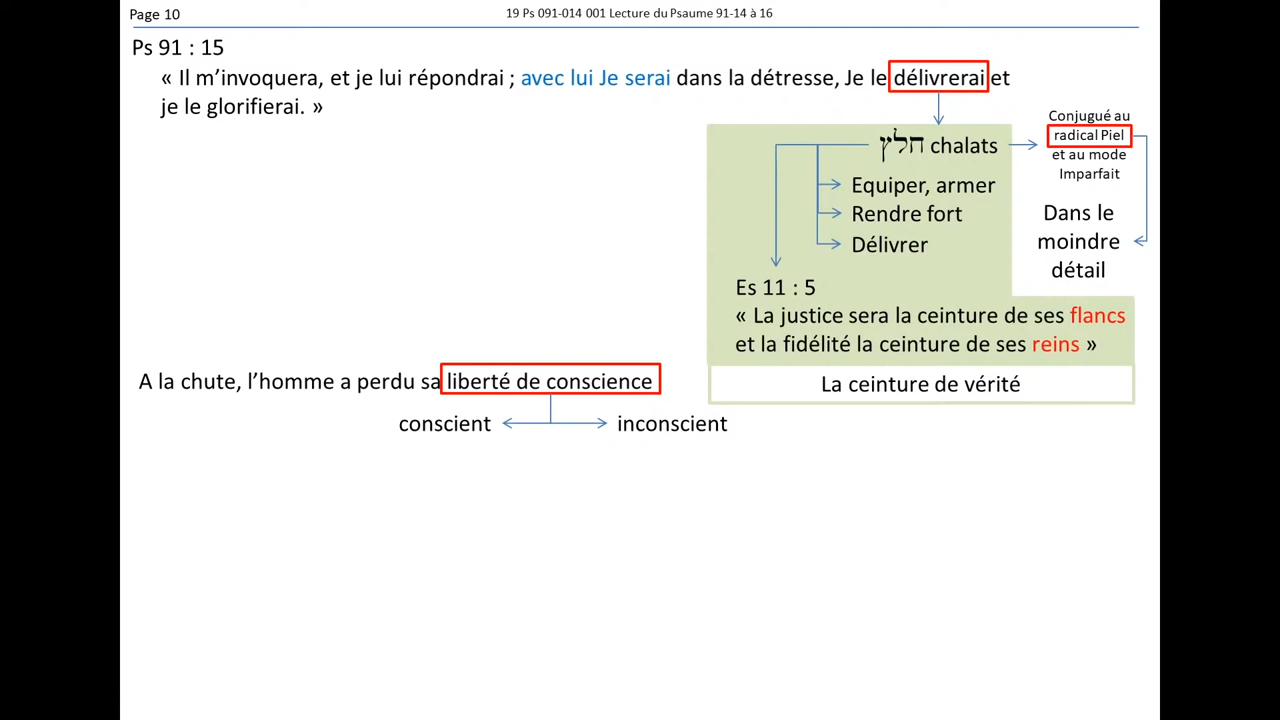 Page 10
19 Ps 091-014 001 Lecture du Psaume 91-14 à 16
Ps 91 : 15
« Il m’invoquera, et je lui répondrai ; avec lui Je serai dans la détresse, Je le délivrerai et
je le glorifierai. »
Conjugué au
radical Piel
et au mode
Imparfait
חלץ chalats
Equiper, armer
Rendre fort
Délivrer
Dans le
moindre
détail
Es 11 : 5
« La justice sera la ceinture de ses flancs
et la fidélité la ceinture de ses reins »
La ceinture de vérité
A la chute, l’homme a perdu sa liberté de conscience
conscient
inconscient